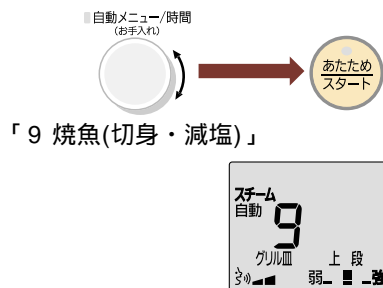 自動メニュー/時間
(お手入れ)
あたため
スタート
「9 焼魚(切身・減塩)」
スチーム
自動 9
グリル皿 上段
弱 強